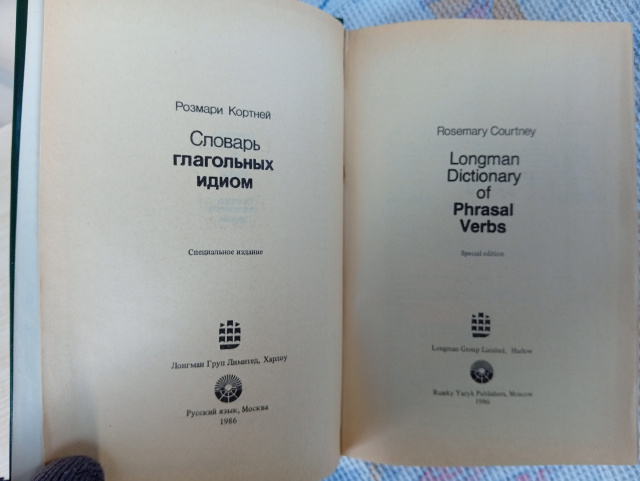 Розмари Кортней
Словарь
глагольных
идиом
Специальное издание
Лонгман Груп Лимитед, Харлоу
Русский язык, Москва
1986
Rosemary Courtney
Longman
Dictionary
of
Phrasal
Verbs
Special edition
Longman Group Limited, Harlow
Russky Yazyk Publishers, Moscow
1986